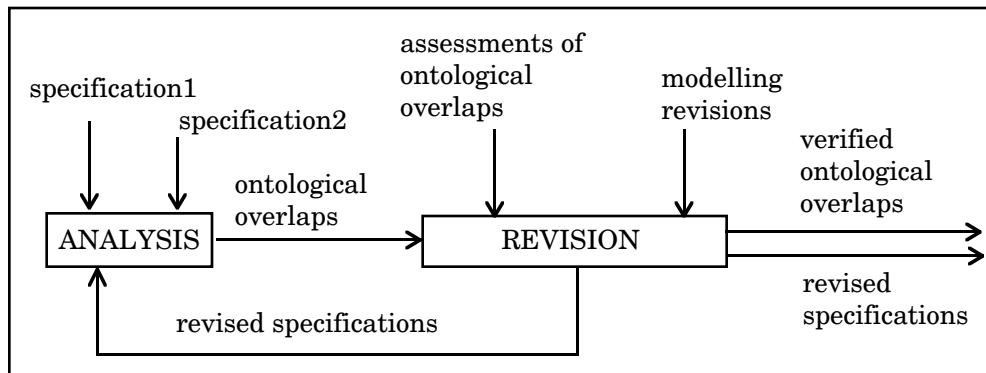 specification1
specification2
assessments of
ontological
overlaps
modelling
revisions
ontological
overlaps
verified
ontological
overlaps
ANALYSIS
REVISION
revised specifications
revised
specifications